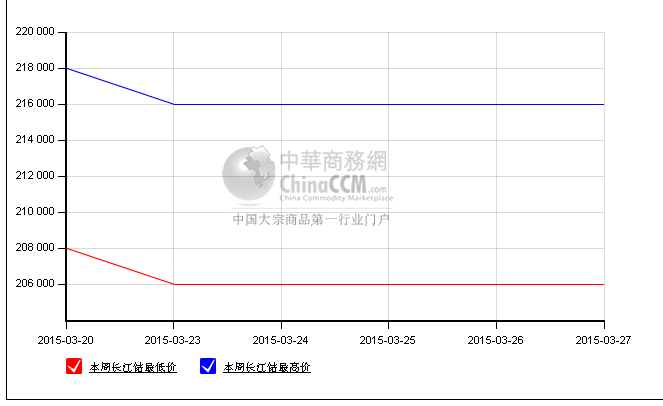 220 000
218 000
216 000
214 000
212 000
210 000
208 000
206 000
中華商務網
ChinaCCM.com
China Commodity Marketplace
中国大宗商品第一行业门户
2015-03-20 2015-03-23 2015-03-24 2015-03-25 2015-03-26 2015-03-27
本周长江钴最低价 本周长江钴最高价